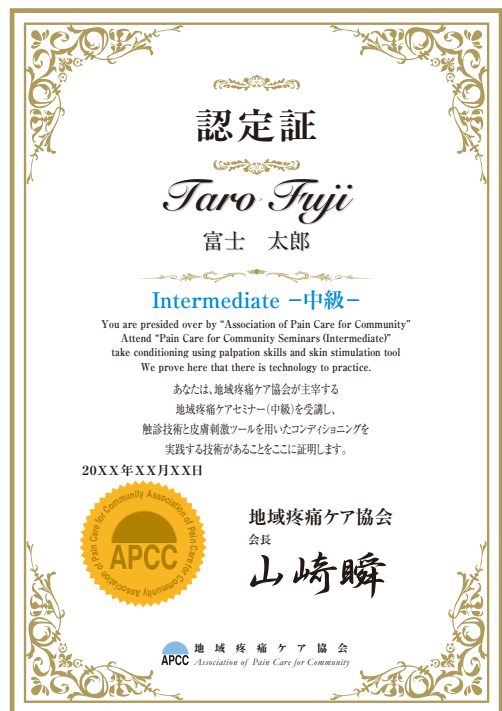 認定証
Taro Fuji
富士　太郎
Intermediate −中級−
You are presided over by “Association of Pain Care for Community”
Attend “Pain Care for Community Seminars (Intermediate)”
take conditioning using palpation skills and skin stimulation tool
We prove here that there is technology to practice.
あなたは、地域疼痛ケア協会が主宰する
地域疼痛ケアセミナー（中級）を受講し、
触診技術と皮膚刺激ツールを用いたコンディショニングを
実践する技術があることをここに証明します。
20XX年XX月XX日
Association of Pain Care for Community Association of Pain Care for Community
APCC
地域疼痛ケア協会
会長
山崎瞬
APCC 地域疼痛ケア協会
Association of Pain Care for Community